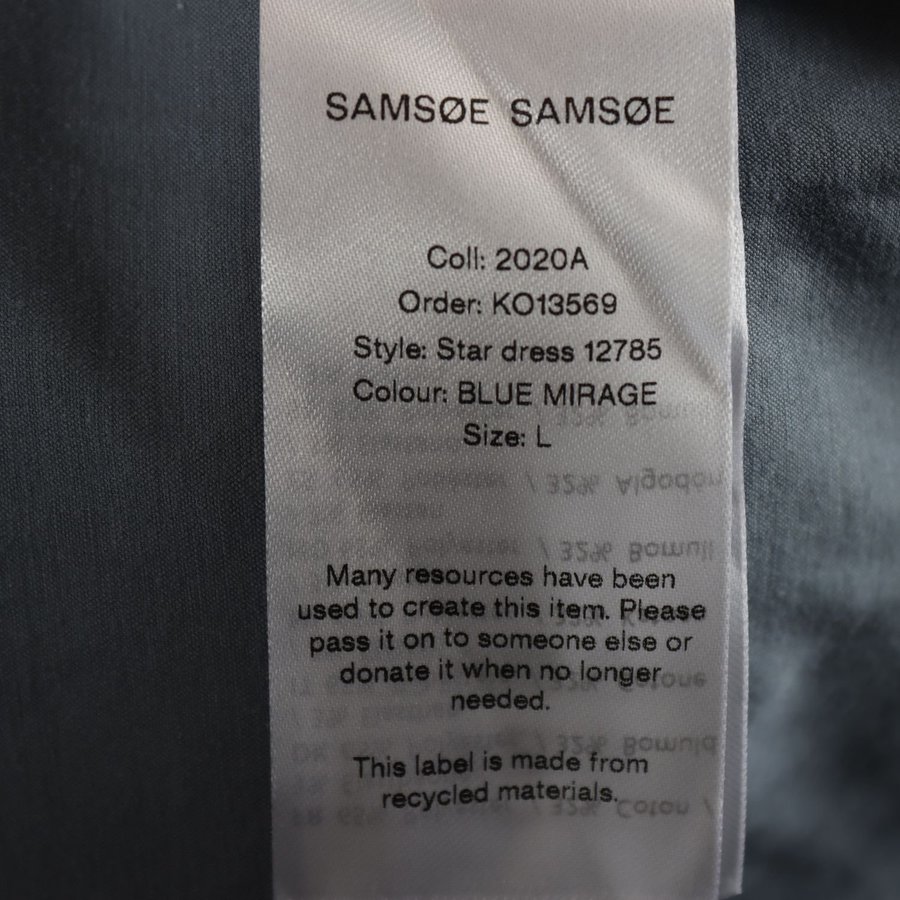 SAMSØE SAMSØE
Coll: 2020A
Order: KO13569
Style: Star dress 12785
Colour: BLUE MIRAGE
Size: L
Many resources have been
used to create this item. Please
pass it on to someone else or
donate it when no longer
needed.
This label is made from
recycled materials.